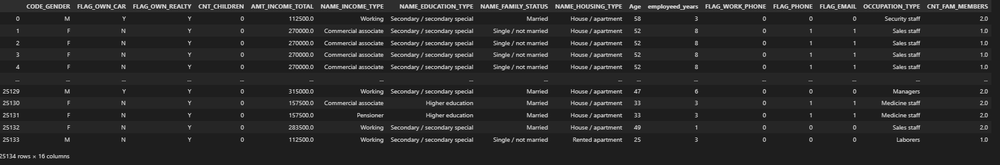 CODE_GENDER FLAG_OWN_CAR FLAG_OWN_REALTY CNT_CHILDREN AMT_INCOME_TOTAL NAME_INCOME_TYPE NAME_EDUCATION_TYPE NAME_FAMILY_STATUS NAME_HOUSING_TYPE Age employeed_years FLAG_WORK_PHONE FLAG_PHONE FLAG_EMAIL OCCUPATION_TYPE CNT_FAM_MEMBERS
0 M Y Y 0 112500.0 Working Secondary / secondary special Married House / apartment 58 3 0 0 0 Security staff 2.0
1 F N Y 0 270000.0 Commercial associate Secondary / secondary special Single / not married House / apartment 52 8 0 1 1 Sales staff 1.0
2 F N Y 0 270000.0 Commercial associate Secondary / secondary special Single / not married House / apartment 52 8 0 1 1 Sales staff 1.0
3 F N Y 0 270000.0 Commercial associate Secondary / secondary special Single / not married House / apartment 52 8 0 1 1 Sales staff 1.0
4 F N Y 0 270000.0 Commercial associate Secondary / secondary special Single / not married House / apartment 52 8 0 1 1 Sales staff 1.0
... ... ... ... ... ... ... ... ... ... ... ... ... ... ... ... ...
25129 M Y Y 0 315000.0 Working Secondary / secondary special Married House / apartment 47 6 0 0 0 Managers 2.0
25130 F N Y 0 157500.0 Commercial associate Higher education Married House / apartment 33 3 0 1 1 Medicine staff 2.0
25131 F N Y 0 157500.0 Pensioner Higher education Married House / apartment 33 3 0 1 1 Medicine staff 2.0
25132 F N Y 0 283500.0 Working Secondary / secondary special Married House / apartment 49 1 0 0 0 Sales staff 2.0
25133 M N Y 0 112500.0 Working Secondary / secondary special Single / not married Rented apartment 25 3 0 0 0 Laborers 1.0
25134 rows × 16 columns